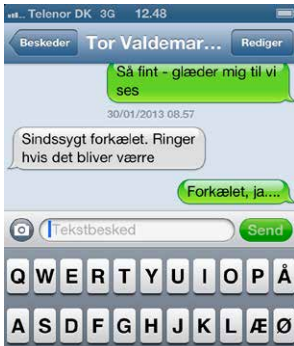 Telenor DK 3G 12.48
Beskeder Tor Valdemar... Rediger
Så fint - glæder mig til vi
ses
30/01/2013 08.57
Sindssygt forkælet. Ringer
hvis det bliver værre
Forkælet, ja....
Tekstbesked Send
Q W E R T Y U I O P Å
A S D F G H J K L Æ Ø